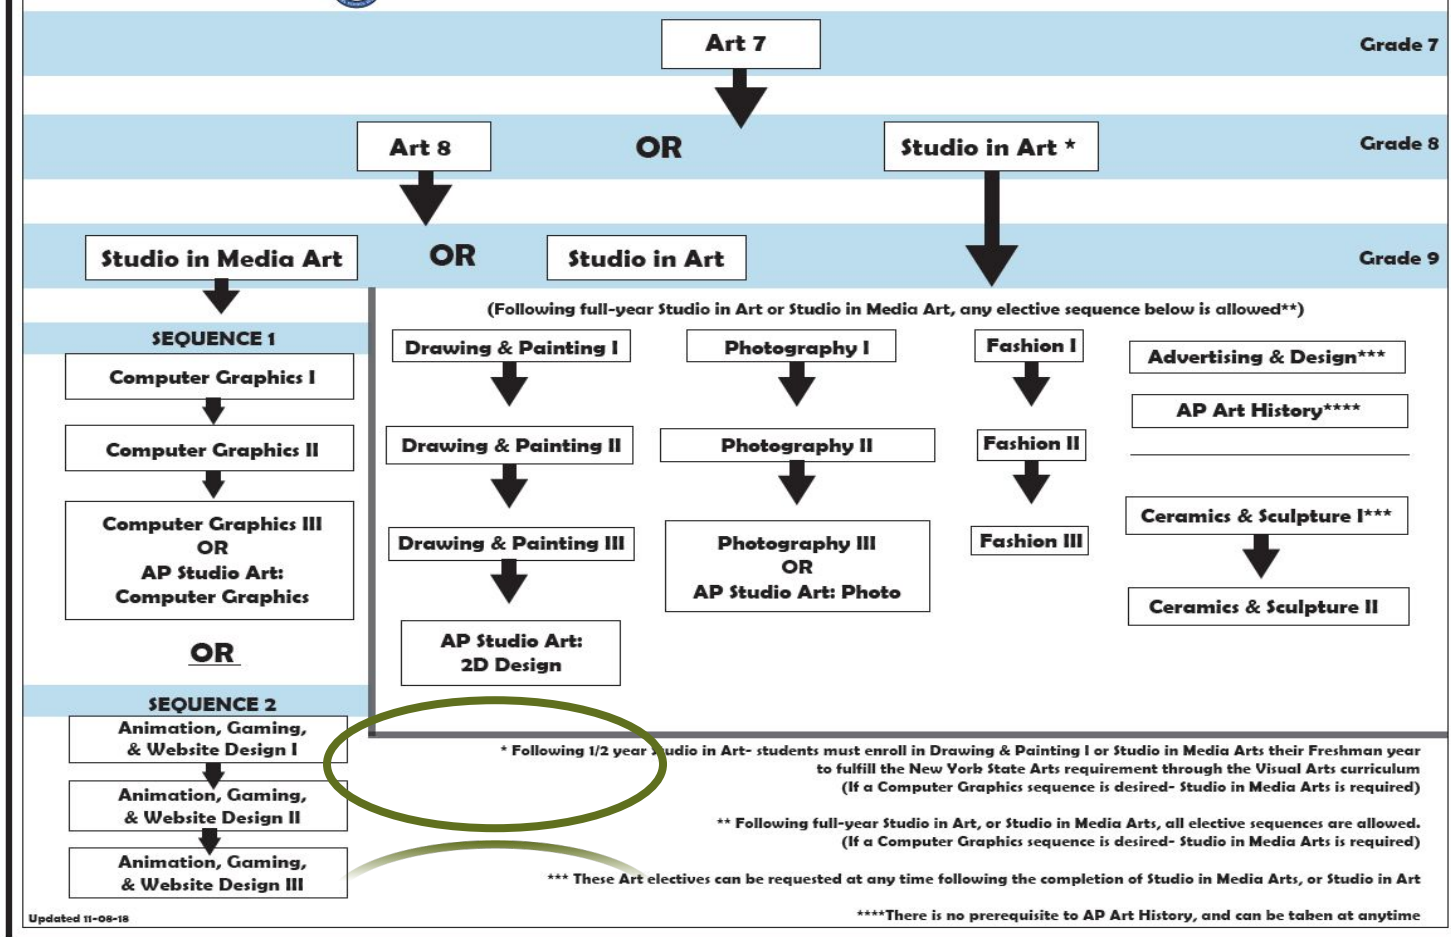 Art 7
Grade 7
Art 8
OR
Studio in Art *
Grade 8
Studio in Media Art
OR
Studio in Art
Grade 9
SEQUENCE 1
Computer Graphics I
Computer Graphics II
Computer Graphics III
OR
AP Studio Art:
Computer Graphics
OR
SEQUENCE 2
Animation, Gaming,
& Website Design I
Animation, Gaming,
& Website Design II
Animation, Gaming,
& Website Design III
Updated 11-08-18
(Following full-year Studio in Art or Studio in Media Art, any elective sequence below is allowed**)
Drawing & Painting I
Drawing & Painting II
Drawing & Painting III
AP Studio Art:
2D Design
Photography I
Photography II
Photography III
OR
AP Studio Art: Photo
Fashion I
Fashion II
Fashion III
Advertising & Design***
AP Art History****
Ceramics & Sculpture I***
Ceramics & Sculpture II
* Following 1/2 year Studio in Art- students must enroll in Drawing & Painting I or Studio in Media Arts their Freshman year
to fulfill the New York State Arts requirement through the Visual Arts curriculum
(If a Computer Graphics sequence is desired- Studio in Media Arts is required)
** Following full-year Studio in Art, or Studio in Media Arts, all elective sequences are allowed.
(If a Computer Graphics sequence is desired- Studio in Media Arts is required)
*** These Art electives can be requested at any time following the completion of Studio in Media Arts, or Studio in Art
****There is no prerequisite to AP Art History, and can be taken at anytime